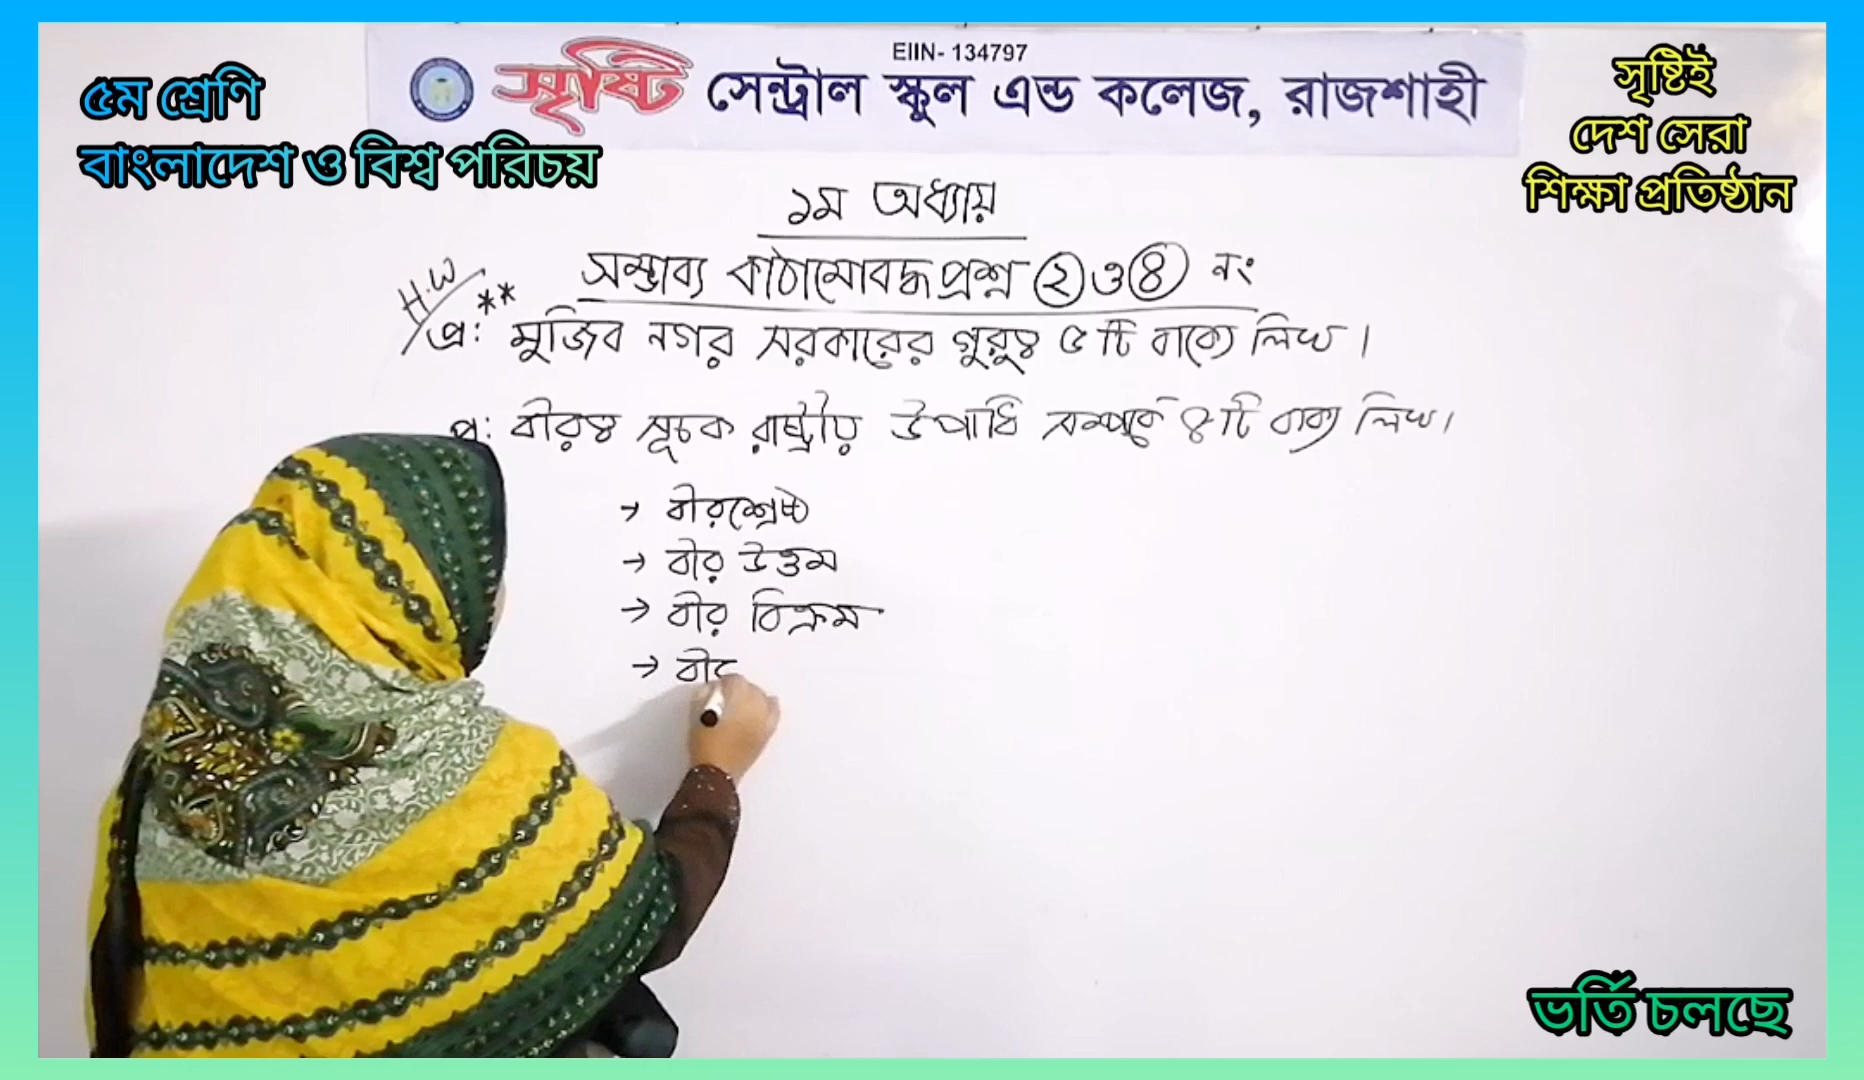 EIIN- 134797
সৃষ্টি সেন্ট্রাল স্কুল এন্ড কলেজ, রাজশাহী
৫ম শ্রেণি
বাংলাদেশ ও বিশ্ব পরিচয়
সৃষ্টিই
দেশ সেরা
শিক্ষা প্রতিষ্ঠান
১ম অধ্যায়
সম্ভাব্য কাঠামোবদ্ধ প্রশ্ন ২ ও ৪ নং
H.W **
প্র: মুজিব নগর সরকারের গুরুত্ব ৫ টি বাক্যে লিখ।
প্র: বীরত্ব সূচক রাষ্ট্রীয় উপাধি সম্পর্কে ৫টি বাক্য লিখ।
→ বীরশ্রেষ্ঠ
→ বীর উত্তম
→ বীর বিক্রম
→ বীর
ভর্তি চলছে